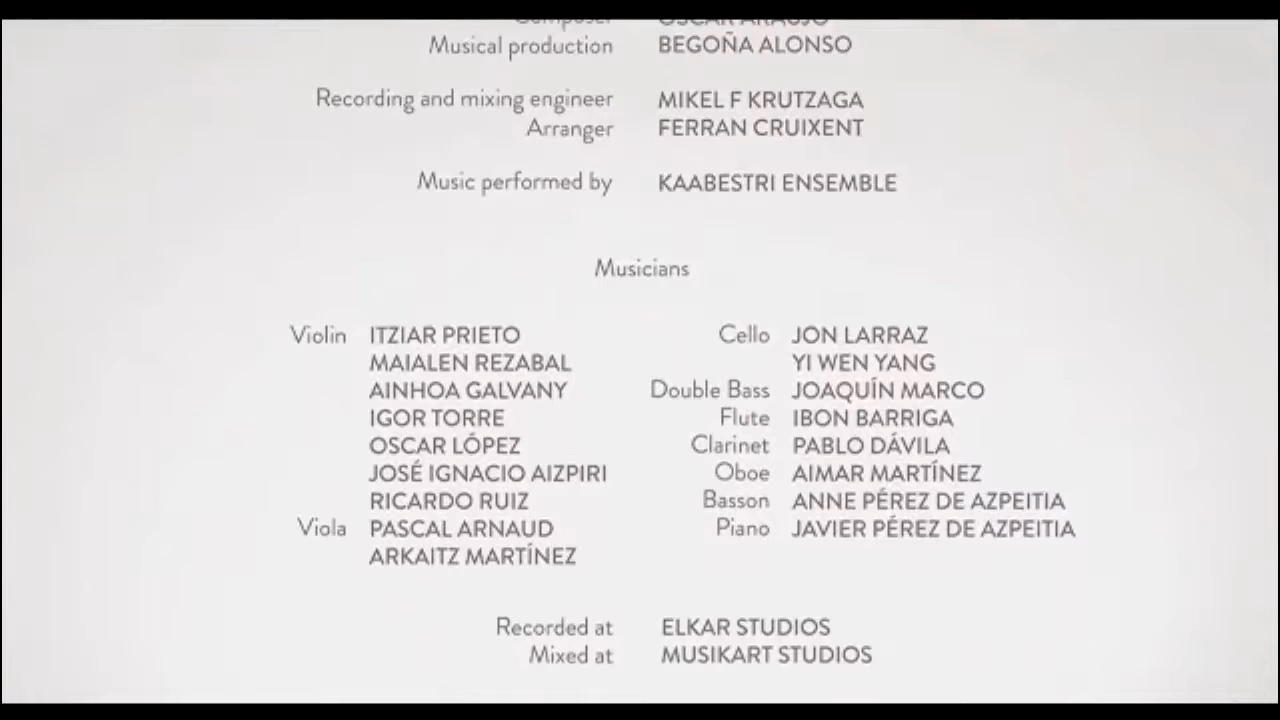 Composer OSCAR ARAUJO
Musical production BEGOÑA ALONSO
Recording and mixing engineer MIKEL F KRUTZAGA
Arranger FERRAN CRUIXENT
Music performed by KAABESTRI ENSEMBLE
Musicians
Violin ITZIAR PRIETO
MAIALEN REZABAL
AINHOA GALVANY
IGOR TORRE
OSCAR LÓPEZ
JOSÉ IGNACIO AIZPIRI
RICARDO RUIZ
Viola PASCAL ARNAUD
ARKAITZ MARTÍNEZ
Cello JON LARRAZ
YI WEN YANG
Double Bass JOAQUÍN MARCO
Flute IBON BARRIGA
Clarinet PABLO DÁVILA
Oboe AIMAR MARTÍNEZ
Basson ANNE PÉREZ DE AZPEITIA
Piano JAVIER PÉREZ DE AZPEITIA
Recorded at ELKAR STUDIOS
Mixed at MUSIKART STUDIOS